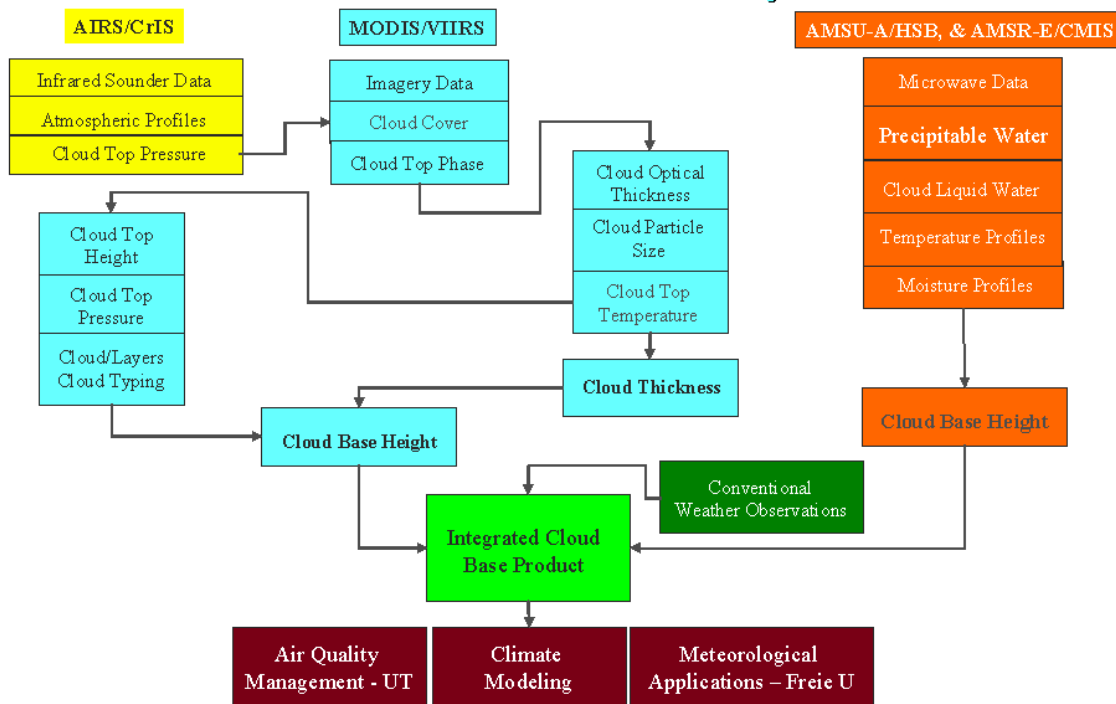 AIRS/CrIS
MODIS/VIIRS
AMSU-A/HSB, & AMSR-E/CMIS
Infrared Sounder Data
Atmospheric Profiles
Cloud Top Pressure
Imagery Data
Cloud Cover
Cloud Top Phase
Cloud Optical
Thickness
Cloud Particle
Size
Cloud Top
Temperature
Microwave Data
Precipitable Water
Cloud Liquid Water
Temperature Profiles
Moisture Profiles
Cloud Top
Height
Cloud Top
Pressure
Cloud/Layers
Cloud Typing
Cloud Thickness
Cloud Base Height
Cloud Base Height
Conventional
Weather Observations
Integrated Cloud
Base Product
Air Quality
Management - UT
Climate
Modeling
Meteorological
Applications – Freie U